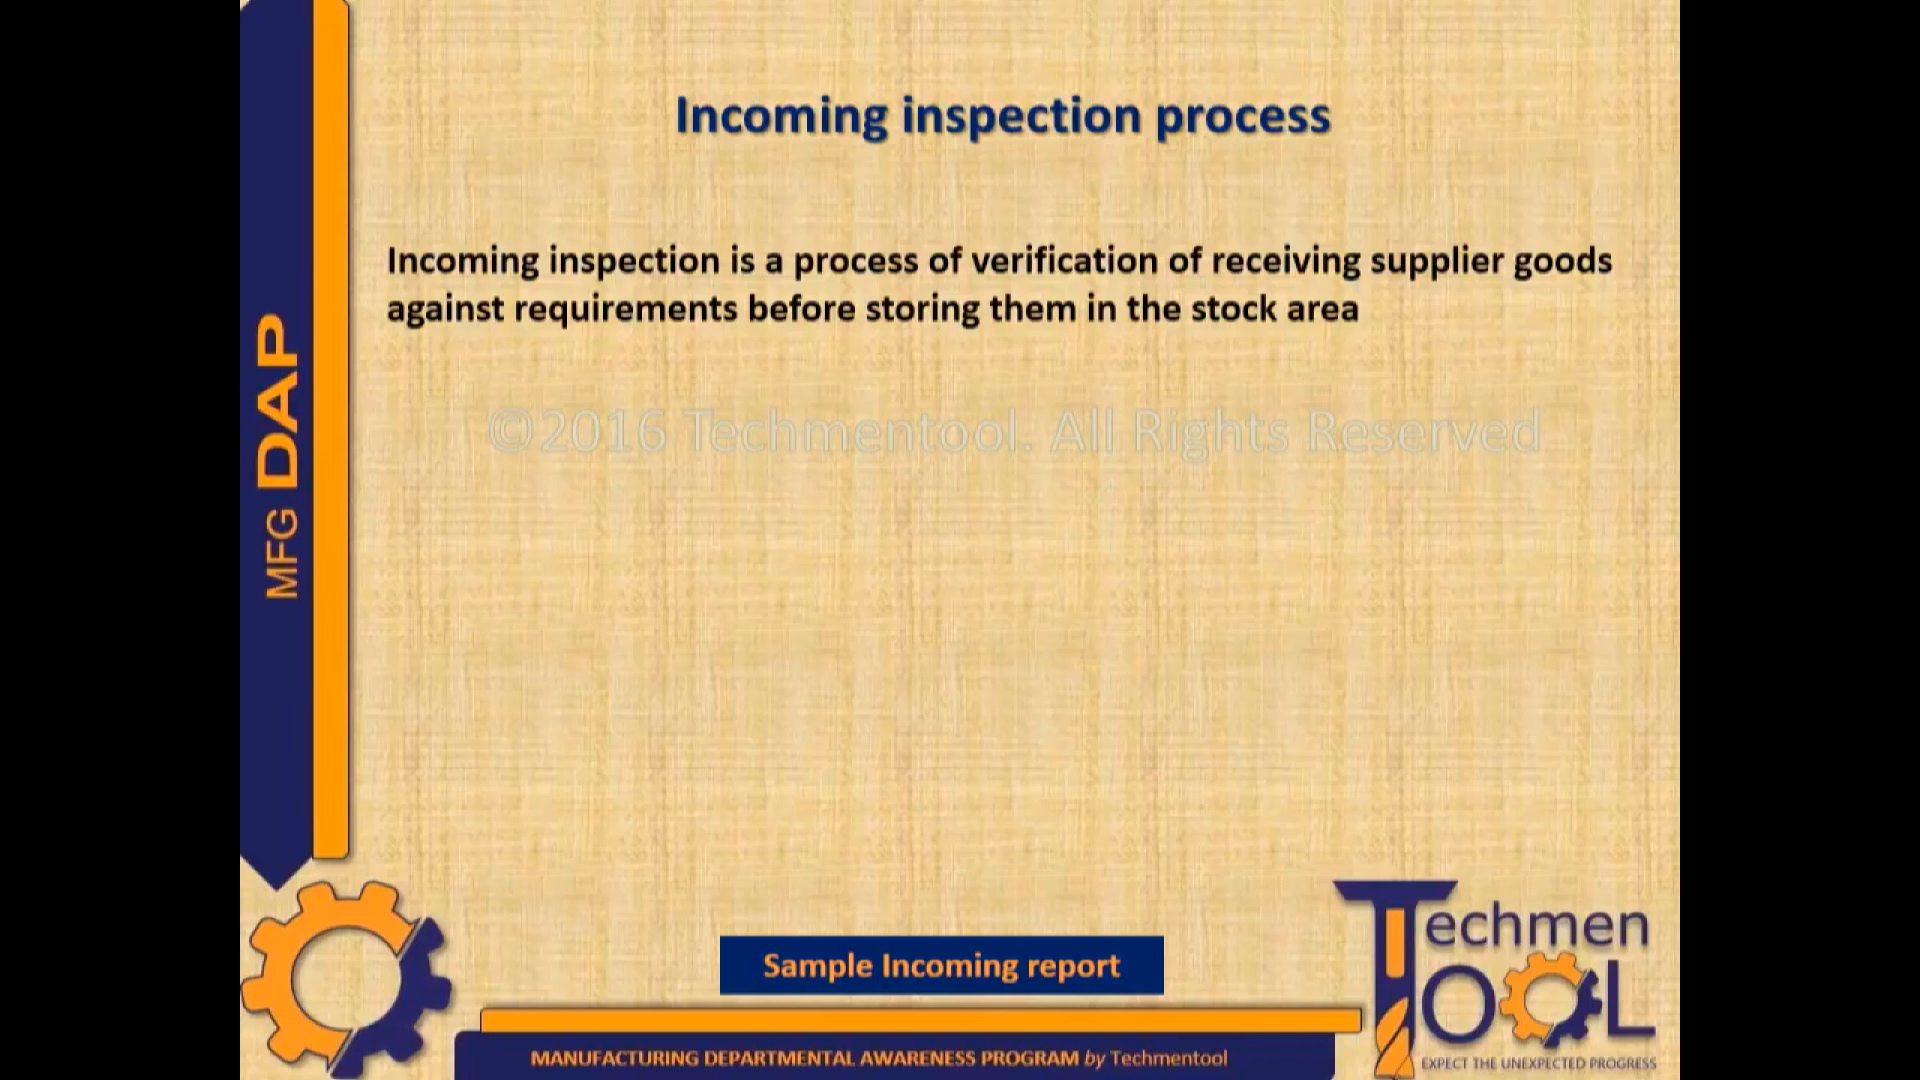 Incoming inspection process
Incoming inspection is a process of verification of receiving supplier goods
against requirements before storing them in the stock area
©2016 Techmentool. All Rights Reserved
MFG DAP
Sample Incoming report
MANUFACTURING DEPARTMENTAL AWARENESS PROGRAM by Techmentool
Techmen
TOOL
EXPECT THE UNEXPECTED PROGRESS